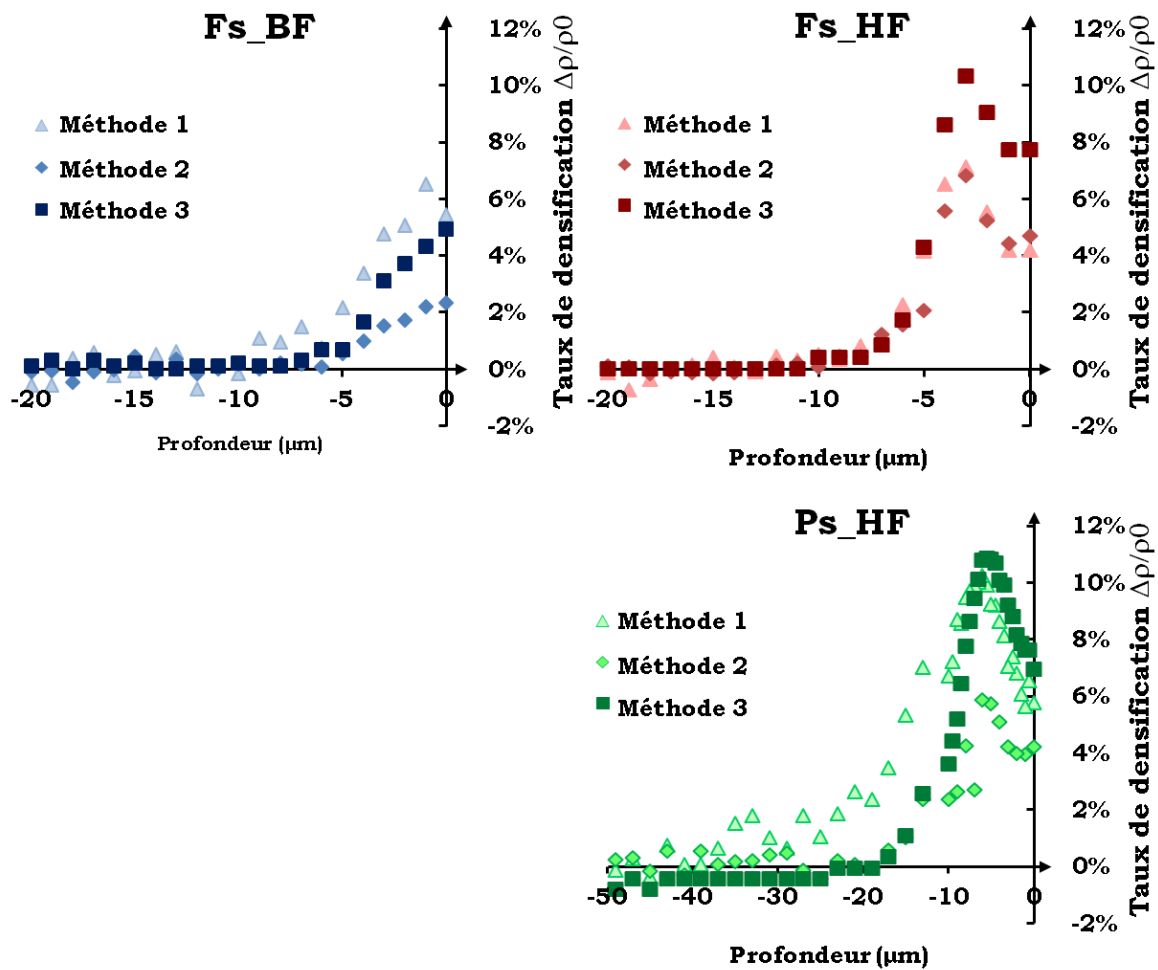 Fs_BF
12%
10%
8%
6%
4%
2%
0%
-2%
Taux de densification Δρ/ρ0
Méthode 1
Méthode 2
Méthode 3
-20
-15
-10
-5
0
Profondeur (µm)
Fs_HF
12%
10%
8%
6%
4%
2%
0%
-2%
Taux de densification Δρ/ρ0
Méthode 1
Méthode 2
Méthode 3
-20
-15
-10
-5
0
Profondeur (µm)
Ps_HF
12%
10%
8%
6%
4%
2%
0%
-2%
Taux de densification Δρ/ρ0
Méthode 1
Méthode 2
Méthode 3
-50
-40
-30
-20
-10
0
Profondeur (µm)